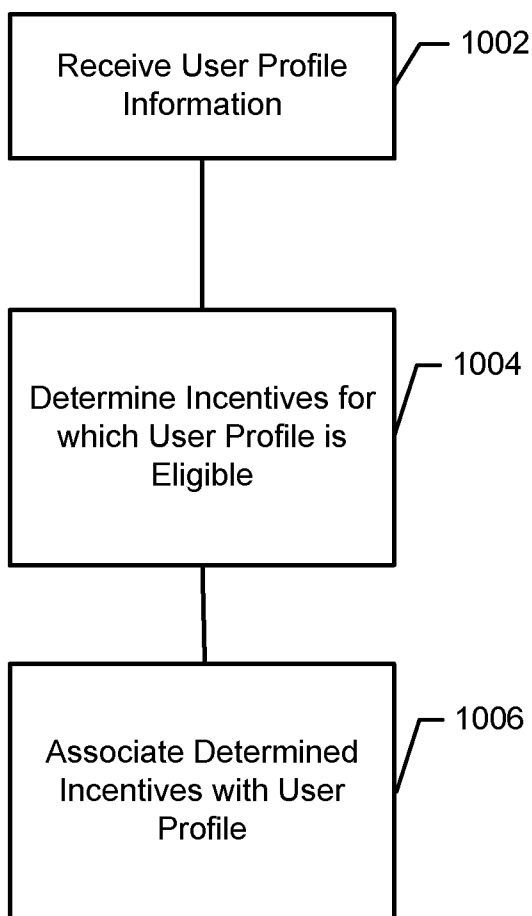 Receive User Profile
Information
1002
Determine Incentives for
which User Profile is
Eligible
1004
Associate Determined
Incentives with User
Profile
1006